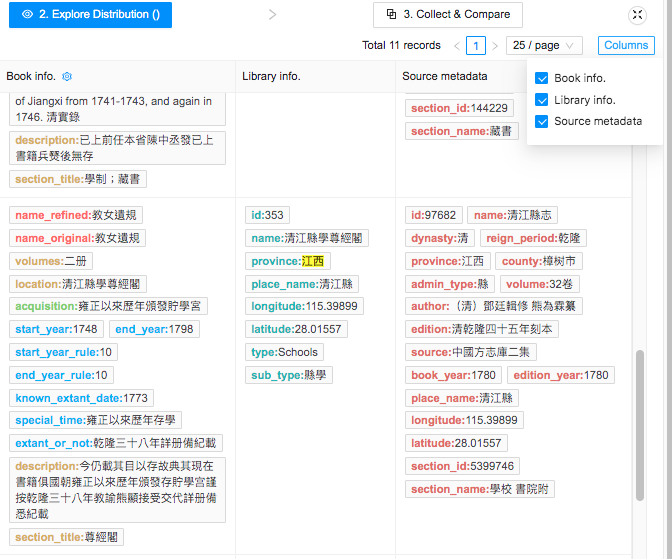 2. Explore Distribution ()
3. Collect & Compare
Total 11 records
1
25 / page
Columns
Book info.
Library info.
Source metadata
Book info.
Library info.
Source metadata
of Jiangxi from 1741-1743, and again in
1746. 清實錄
description:已上前任本省陳中丞發已上
書籍兵燹後無存
section_title:學制；藏書
section_id:144229
section_name:藏書
name_refined:教女遺規
name_original:教女遺規
volumes:二册
location:清江縣學尊經閣
acquisition:雍正以來歷年頒發貯學宮
start_year:1748
end_year:1798
start_year_rule:10
end_year_rule:10
known_extant_date:1773
special_time:雍正以來歷年存學
extant_or_not:乾隆三十八年詳册備紀載
description:今仍載其目以存故典其現在
書籍俱國朝雍正以來歷年頒發存貯學宮謹
按乾隆三十八年教諭熊顯接受交代詳册備
悉紀載
section_title:尊經閣
id:353
name:清江縣學尊經閣
province:江西
place_name:清江縣
longitude:115.39899
latitude:28.01557
type:Schools
sub_type:縣學
id:97682
name:清江縣志
dynasty:清
reign_period:乾隆
province:江西
county:樟树市
admin_type:縣
volume:32卷
author:（清）鄧廷輯修 熊為霖纂
edition:清乾隆四十五年刻本
source:中國方志庫二集
book_year:1780
edition_year:1780
place_name:清江縣
longitude:115.39899
latitude:28.01557
section_id:5399746
section_name:學校 書院附